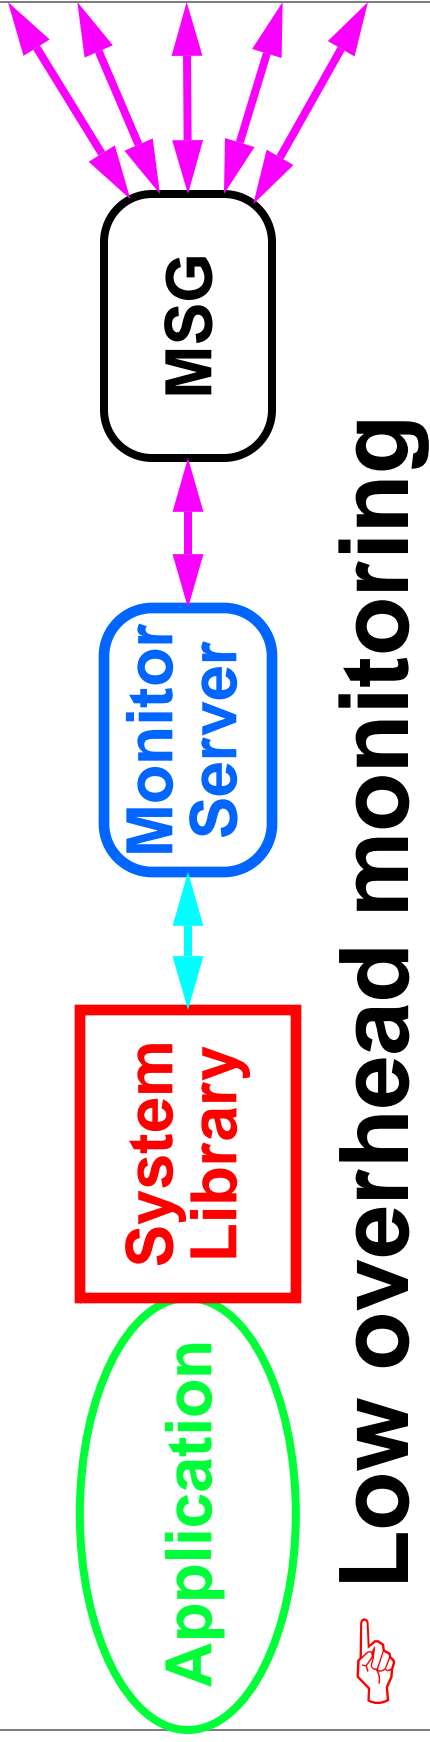 Application
System
Library
Monitor
Server
MSG
Low overhead monitoring